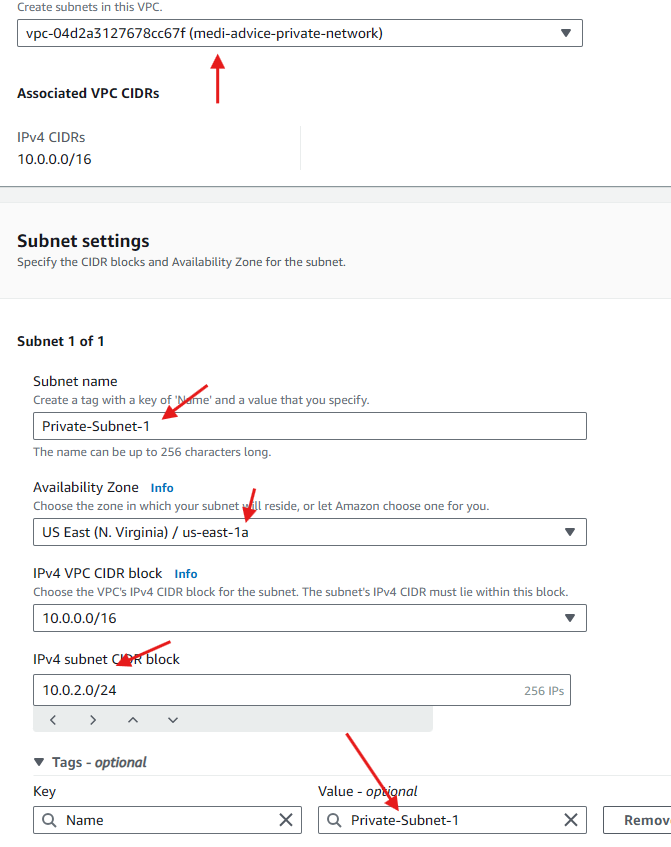 Create subnets in this VPC.
vpc-04d2a3127678cc67f (medi-advice-private-network)
Associated VPC CIDRs
IPv4 CIDRs
10.0.0.0/16
Subnet settings
Specify the CIDR blocks and Availability Zone for the subnet.
Subnet 1 of 1
Subnet name
Create a tag with a key of 'Name' and a value that you specify.
Private-Subnet-1
The name can be up to 256 characters long.
Availability Zone Info
Choose the zone in which your subnet will reside, or let Amazon choose one for you.
US East (N. Virginia) / us-east-1a
IPv4 VPC CIDR block Info
Choose the VPC's IPv4 CIDR block for the subnet. The subnet's IPv4 CIDR must lie within this block.
10.0.0.0/16
IPv4 subnet CIDR block
10.0.2.0/24 256 IPs
Tags - optional
Key Value - optional
Name Private-Subnet-1 Remov